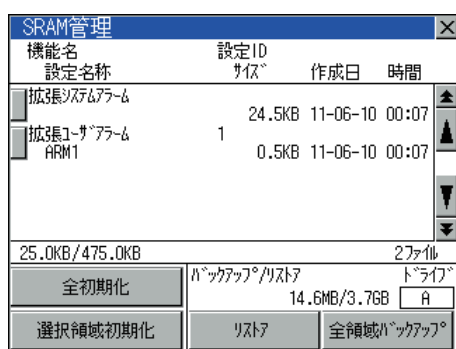 SRAM管理
機能名 設定ID
設定名称 ｻｲｽﾞ 作成日 時間
拡張ｼｽﾃﾑｱﾗｰﾑ
24.5KB 11-06-10 00:07
拡張ﾕｰｻﾞｱﾗｰﾑ 1
ARM1 0.5KB 11-06-10 00:07
25.0KB/475.0KB 2ﾌｧｲﾙ
全初期化
ﾊﾞｯｸｱｯﾌﾟ/ﾘｽﾄｱ ﾄﾞﾗｲﾌﾞ
14.6MB/3.7GB A
選択領域初期化 ﾘｽﾄｱ 全領域ﾊﾞｯｸｱｯﾌﾟ